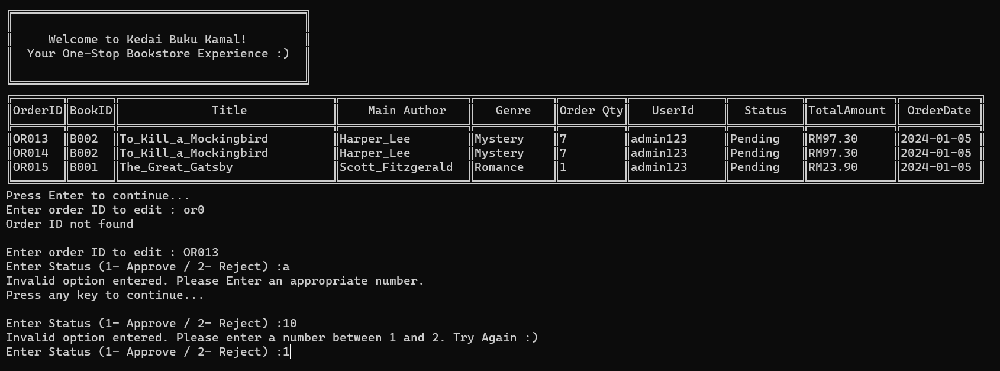 Welcome to Kedai Buku Kamal!
Your One-Stop Bookstore Experience :)
OrderID BookID Title Main Author Genre Order Qty UserId Status TotalAmount OrderDate
OR013 B002 To_Kill_a_Mockingbird Harper_Lee Mystery 7 admin123 Pending RM97.30 2024-01-05
OR014 B002 To_Kill_a_Mockingbird Harper_Lee Mystery 7 admin123 Pending RM97.30 2024-01-05
OR015 B001 The_Great_Gatsby Scott_Fitzgerald Romance 1 admin123 Pending RM23.90 2024-01-05
Press Enter to continue...
Enter order ID to edit : or0
Order ID not found
Enter order ID to edit : OR013
Enter Status (1- Approve / 2- Reject) :a
Invalid option entered. Please Enter an appropriate number.
Press any key to continue...
Enter Status (1- Approve / 2- Reject) :10
Invalid option entered. Please enter a number between 1 and 2. Try Again :)
Enter Status (1- Approve / 2- Reject) :1